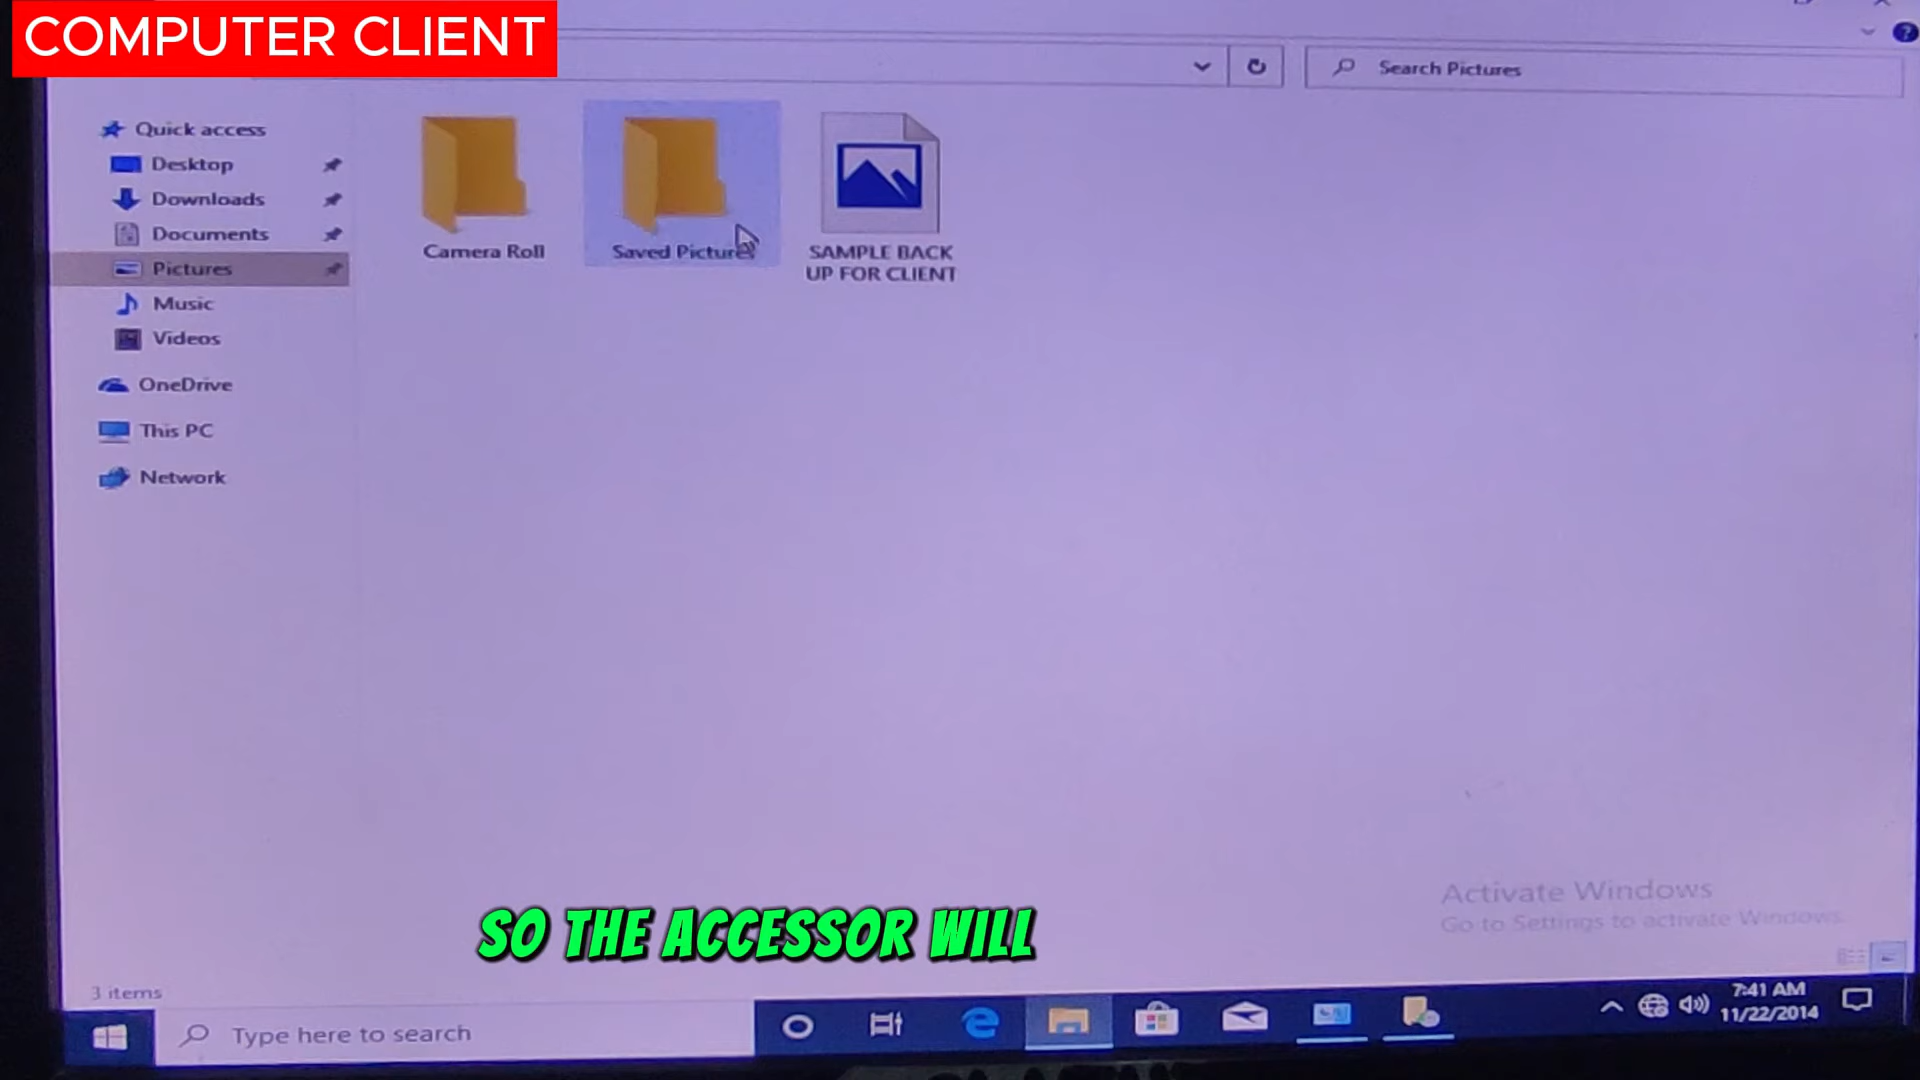 COMPUTER CLIENT
Search Pictures
Quick access
Desktop
Downloads
Documents
Pictures
Music
Videos
OneDrive
This PC
Network
Camera Roll
Saved Pictures
SAMPLE BACK
UP FOR CLIENT
SO THE ACCESSOR WILL
Activate Windows
Go to Settings to activate Windows.
3 items
Type here to search
7:41 AM
11/22/2014